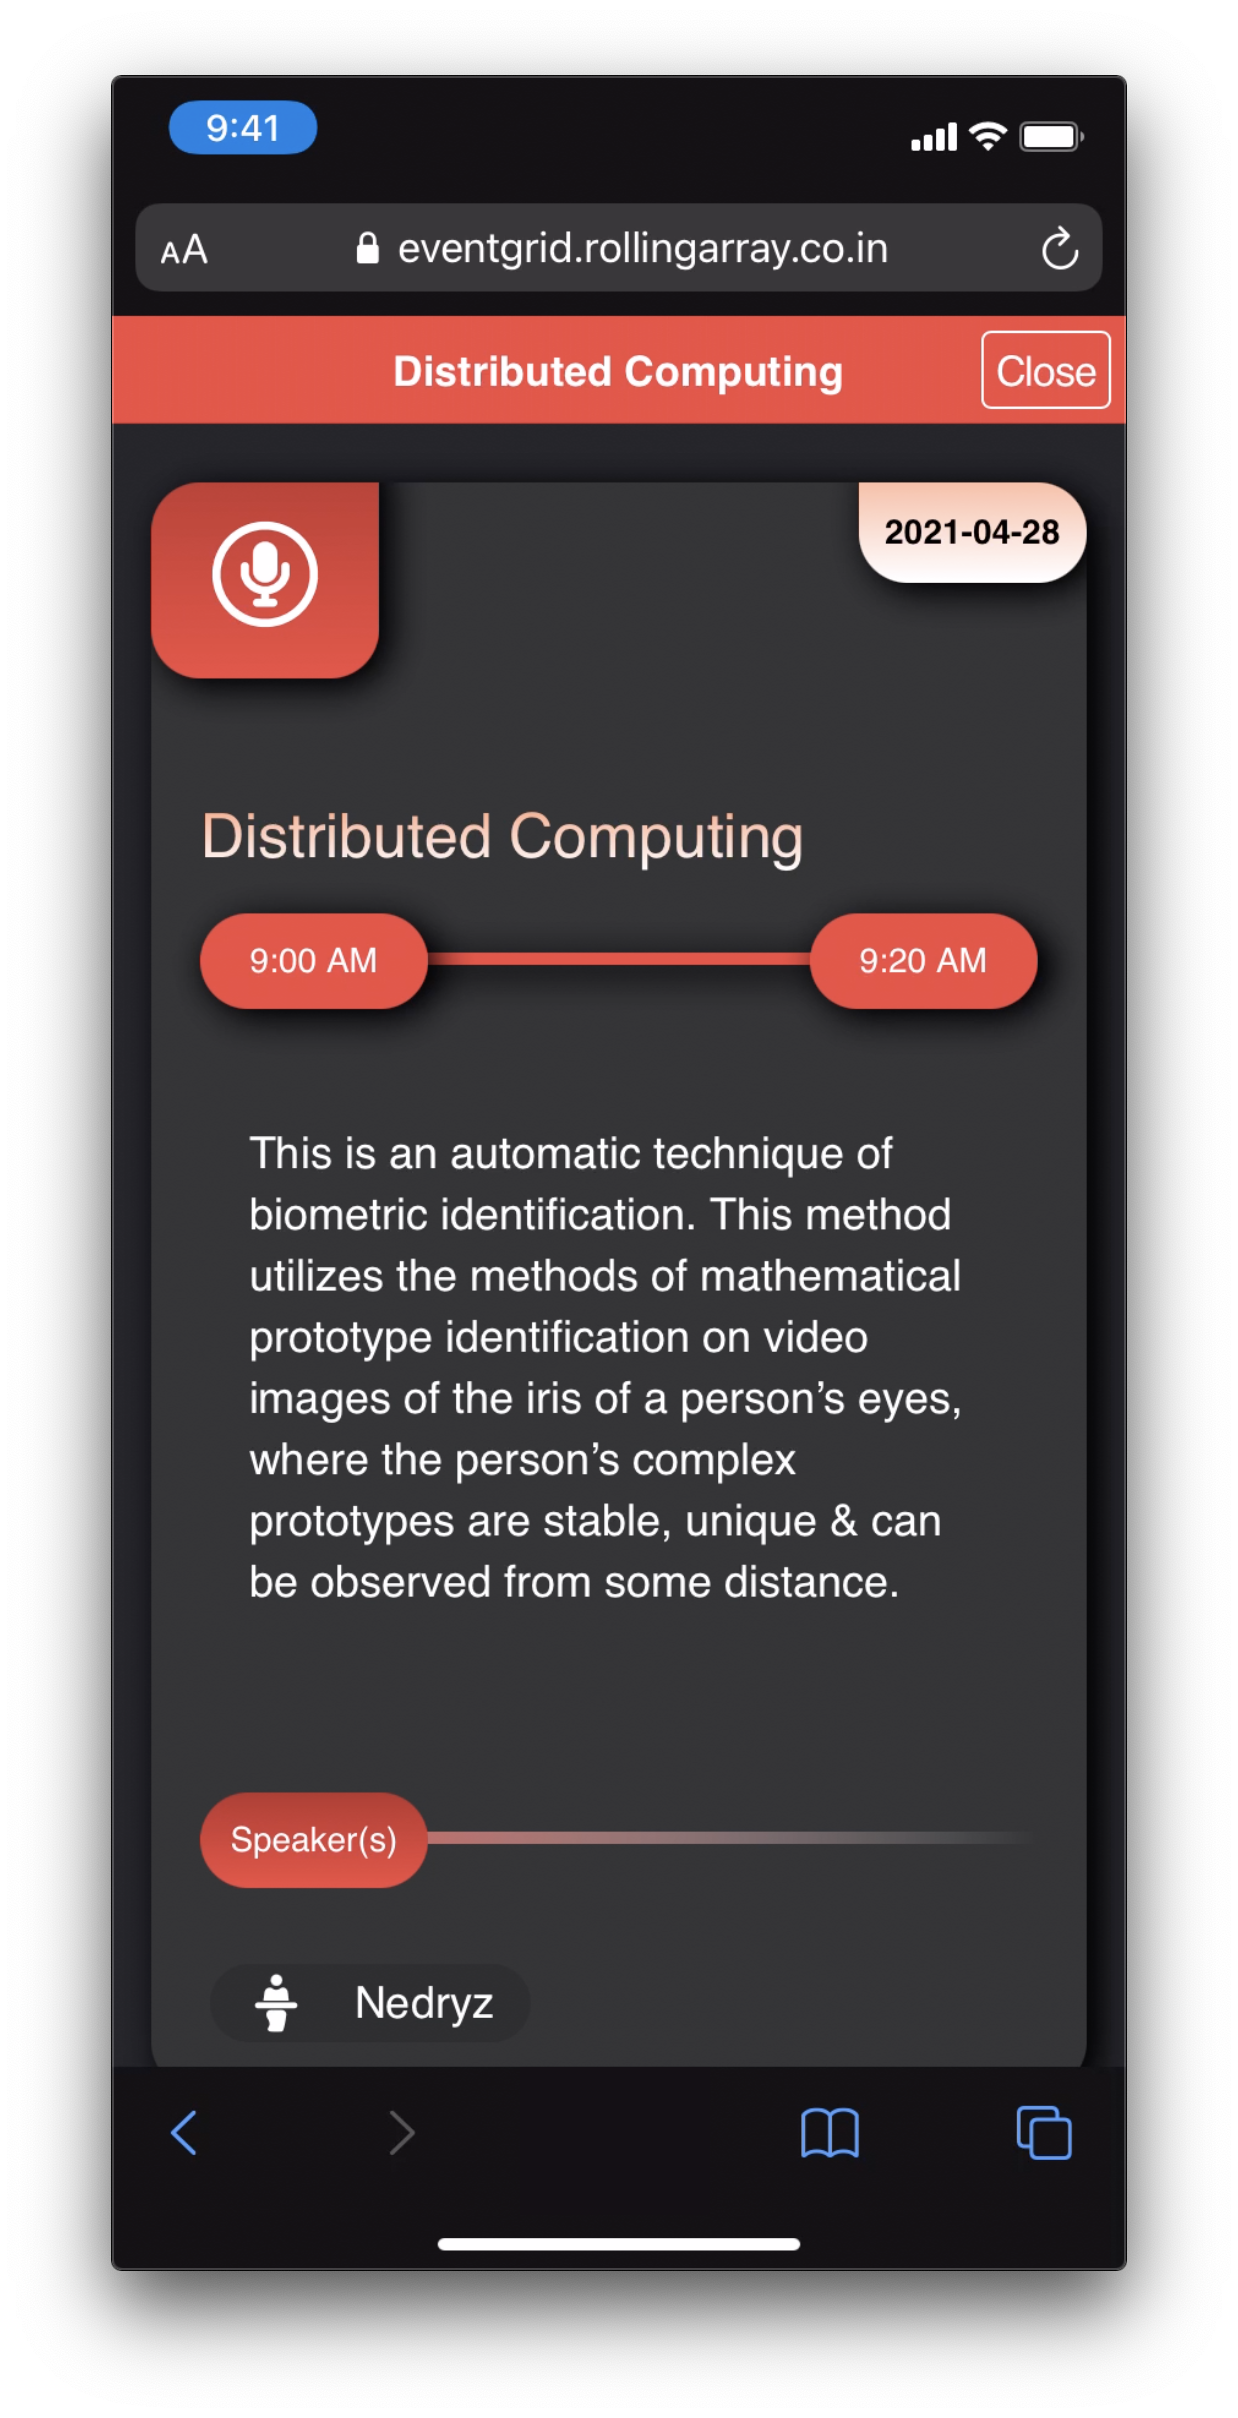 9:41
AA eventgrid.rollingarray.co.in
Distributed Computing Close
2021-04-28
Distributed Computing
9:00 AM 9:20 AM
This is an automatic technique of
biometric identification. This method
utilizes the methods of mathematical
prototype identification on video
images of the iris of a person’s eyes,
where the person’s complex
prototypes are stable, unique & can
be observed from some distance.
Speaker(s)
Nedryz